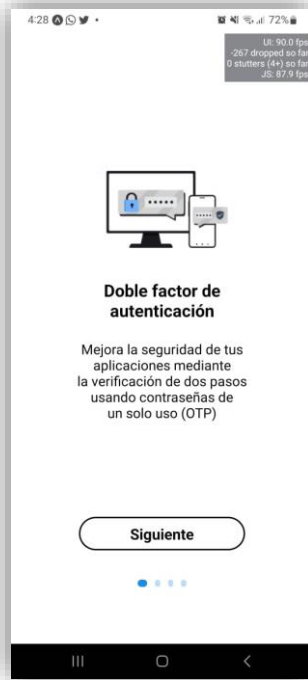 4:28
72%
UI: 90.0 fps
-267 dropped so far
0 stutters (4+) so far
JS: 87.9 fps
Doble factor de
autenticación
Mejora la seguridad de tus
aplicaciones mediante
la verificación de dos pasos
usando contraseñas de
un solo uso (OTP)
Siguiente